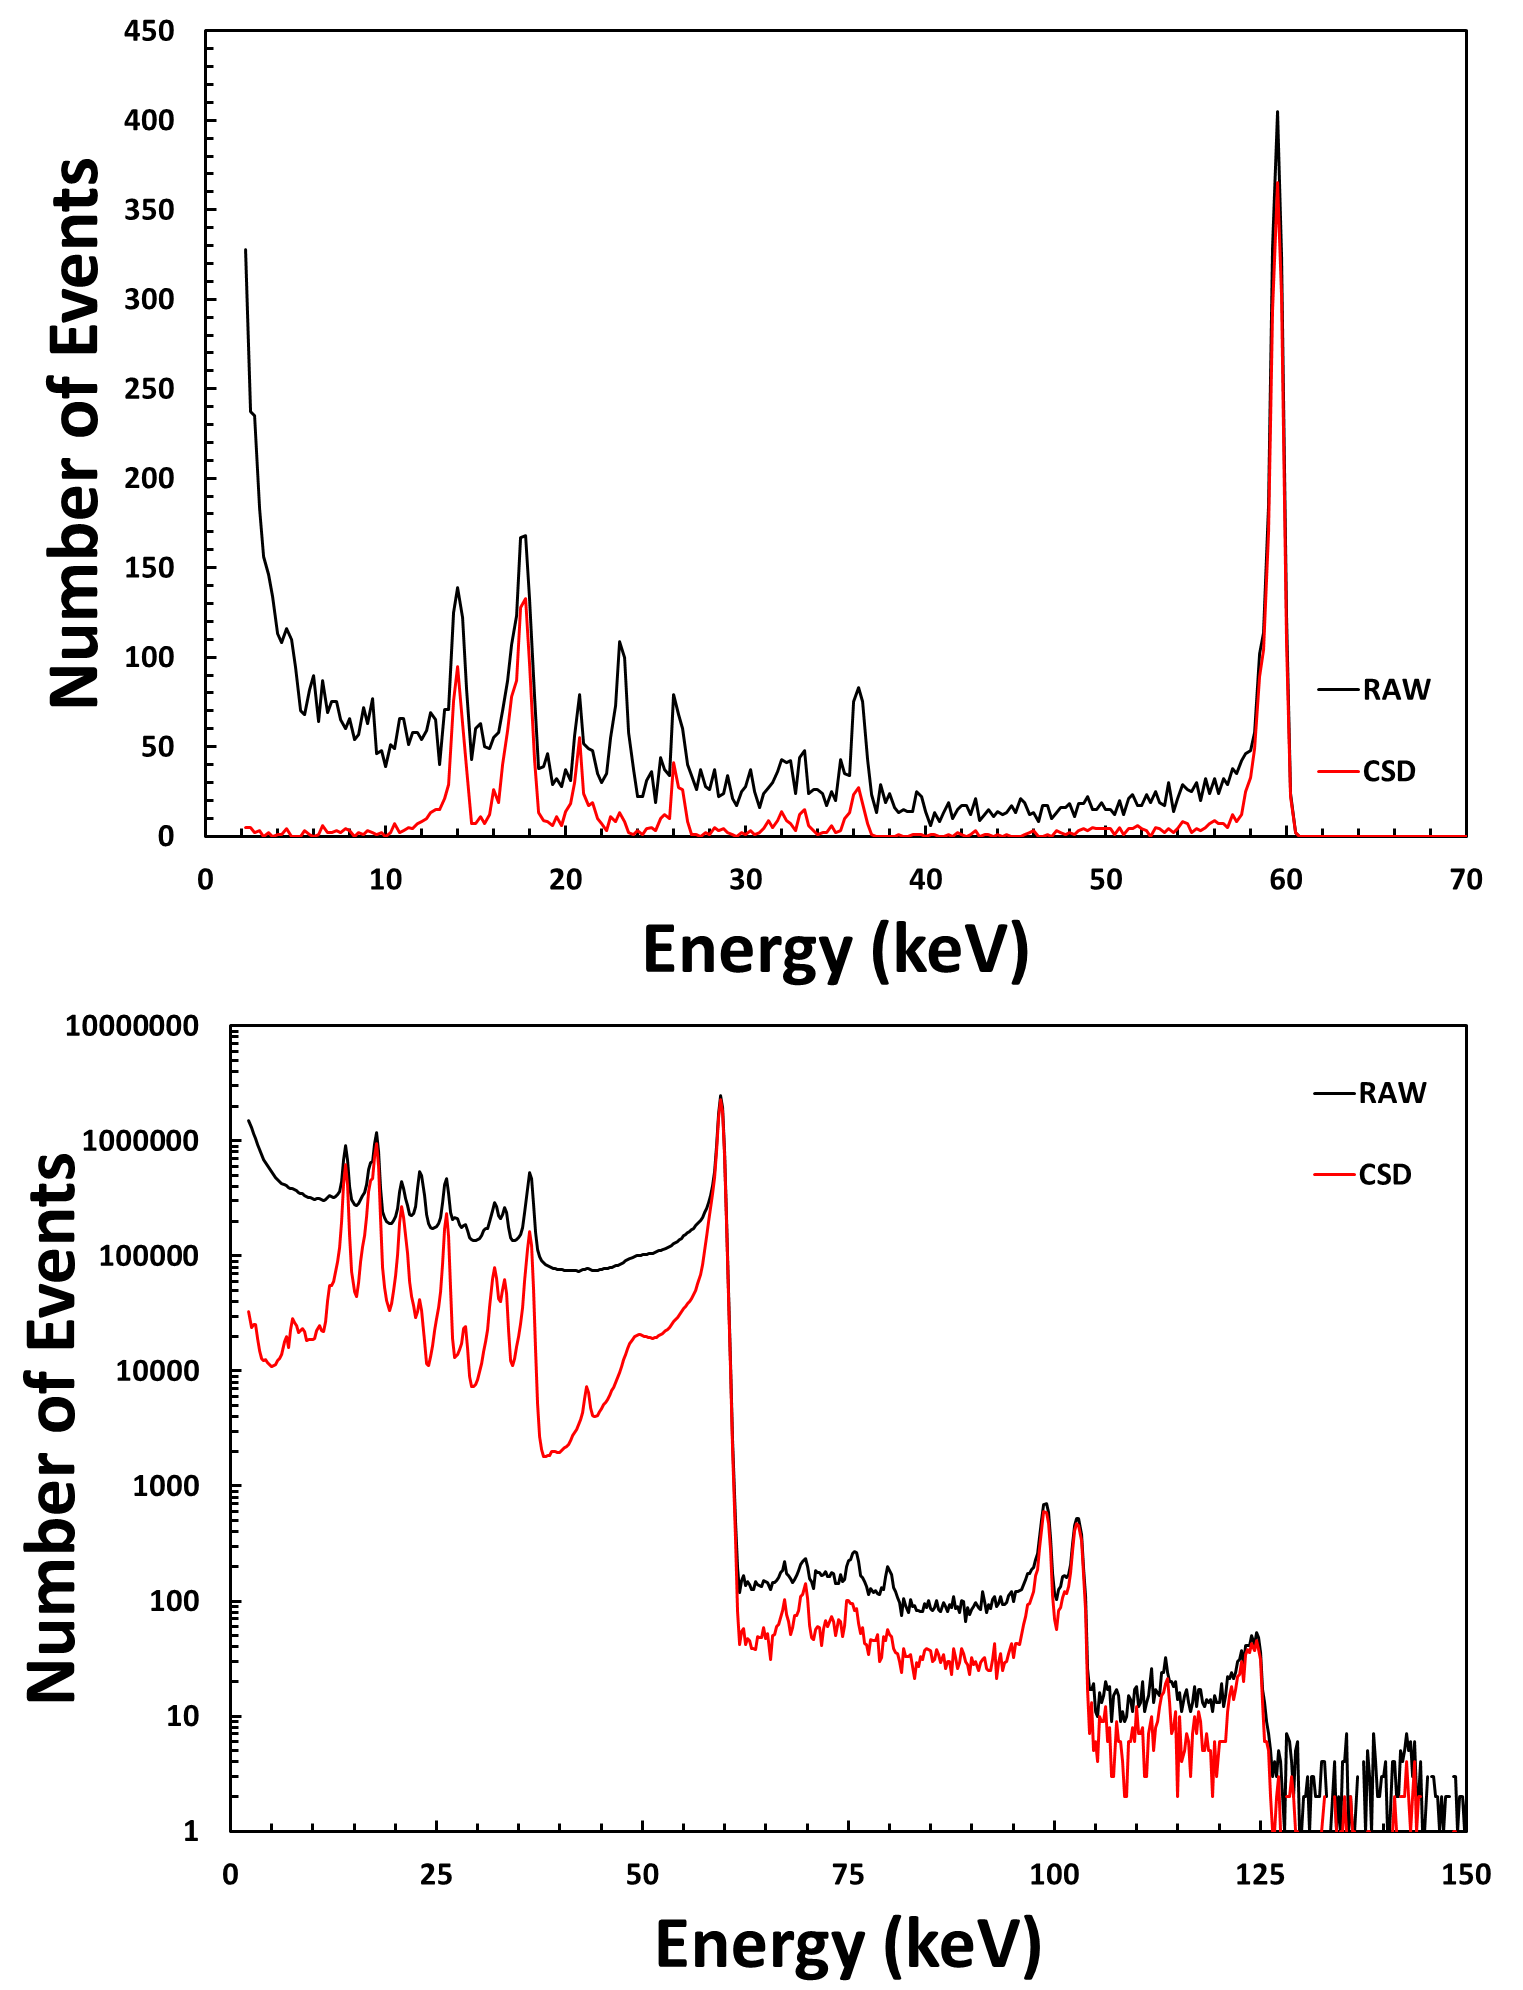 450
400
350
300
250
200
150
100
50
0
Number of Events
RAW
CSD
0 10 20 30 40 50 60 70
Energy (keV)
10000000
1000000
100000
10000
1000
100
10
1
Number of Events
RAW
CSD
0 25 50 75 100 125 150
Energy (keV)